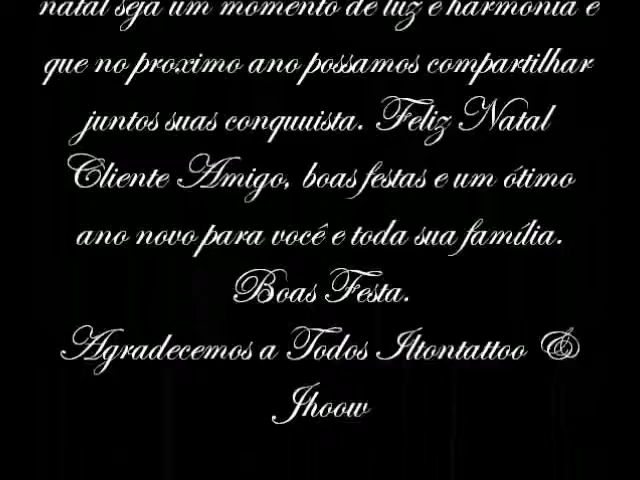 natal seja um momento de luz e harmonia e
que no proximo ano possamos compartilhar
juntos suas conquuista. Feliz Natal
Cliente Amigo, boas festas e um ótimo
ano novo para você e toda sua família.
Boas Festa.
Agradecemos a Todos Iltontattoo &
Jhoow